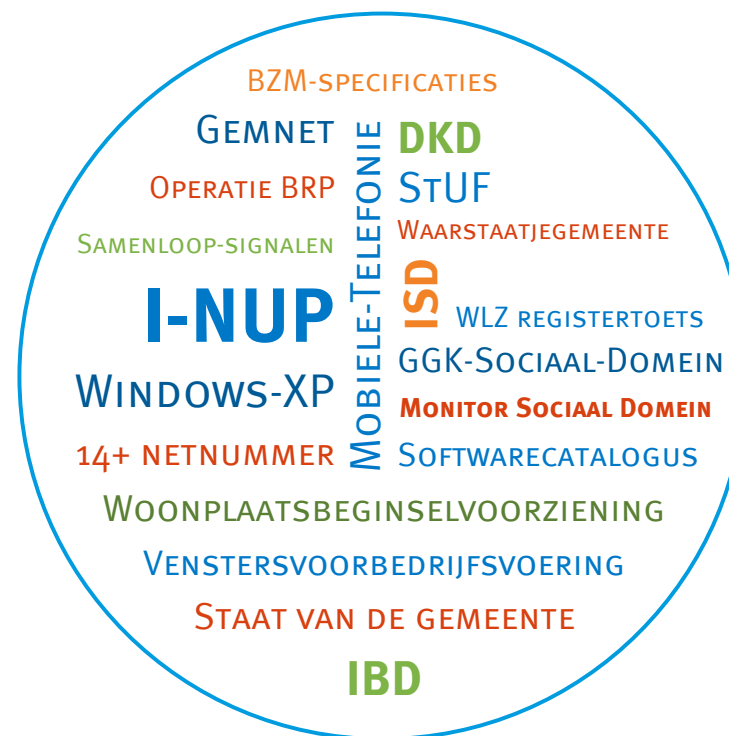 BZM-specificaties
Gemnet
Operatie BRP
Samenloop-signalen
I-NUP
Windows-XP
14+ netnummer
Mobiele-Telefonie
DKD
StUF
Waarstaatjegemeente
ISD
WLZ registertoets
GGK-Sociaal-Domein
Monitor Sociaal Domein
Softwarecatalogus
Woonplaatsbeginselvoorziening
Venstersvoorbedrijfsvoering
Staat van de gemeente
IBD